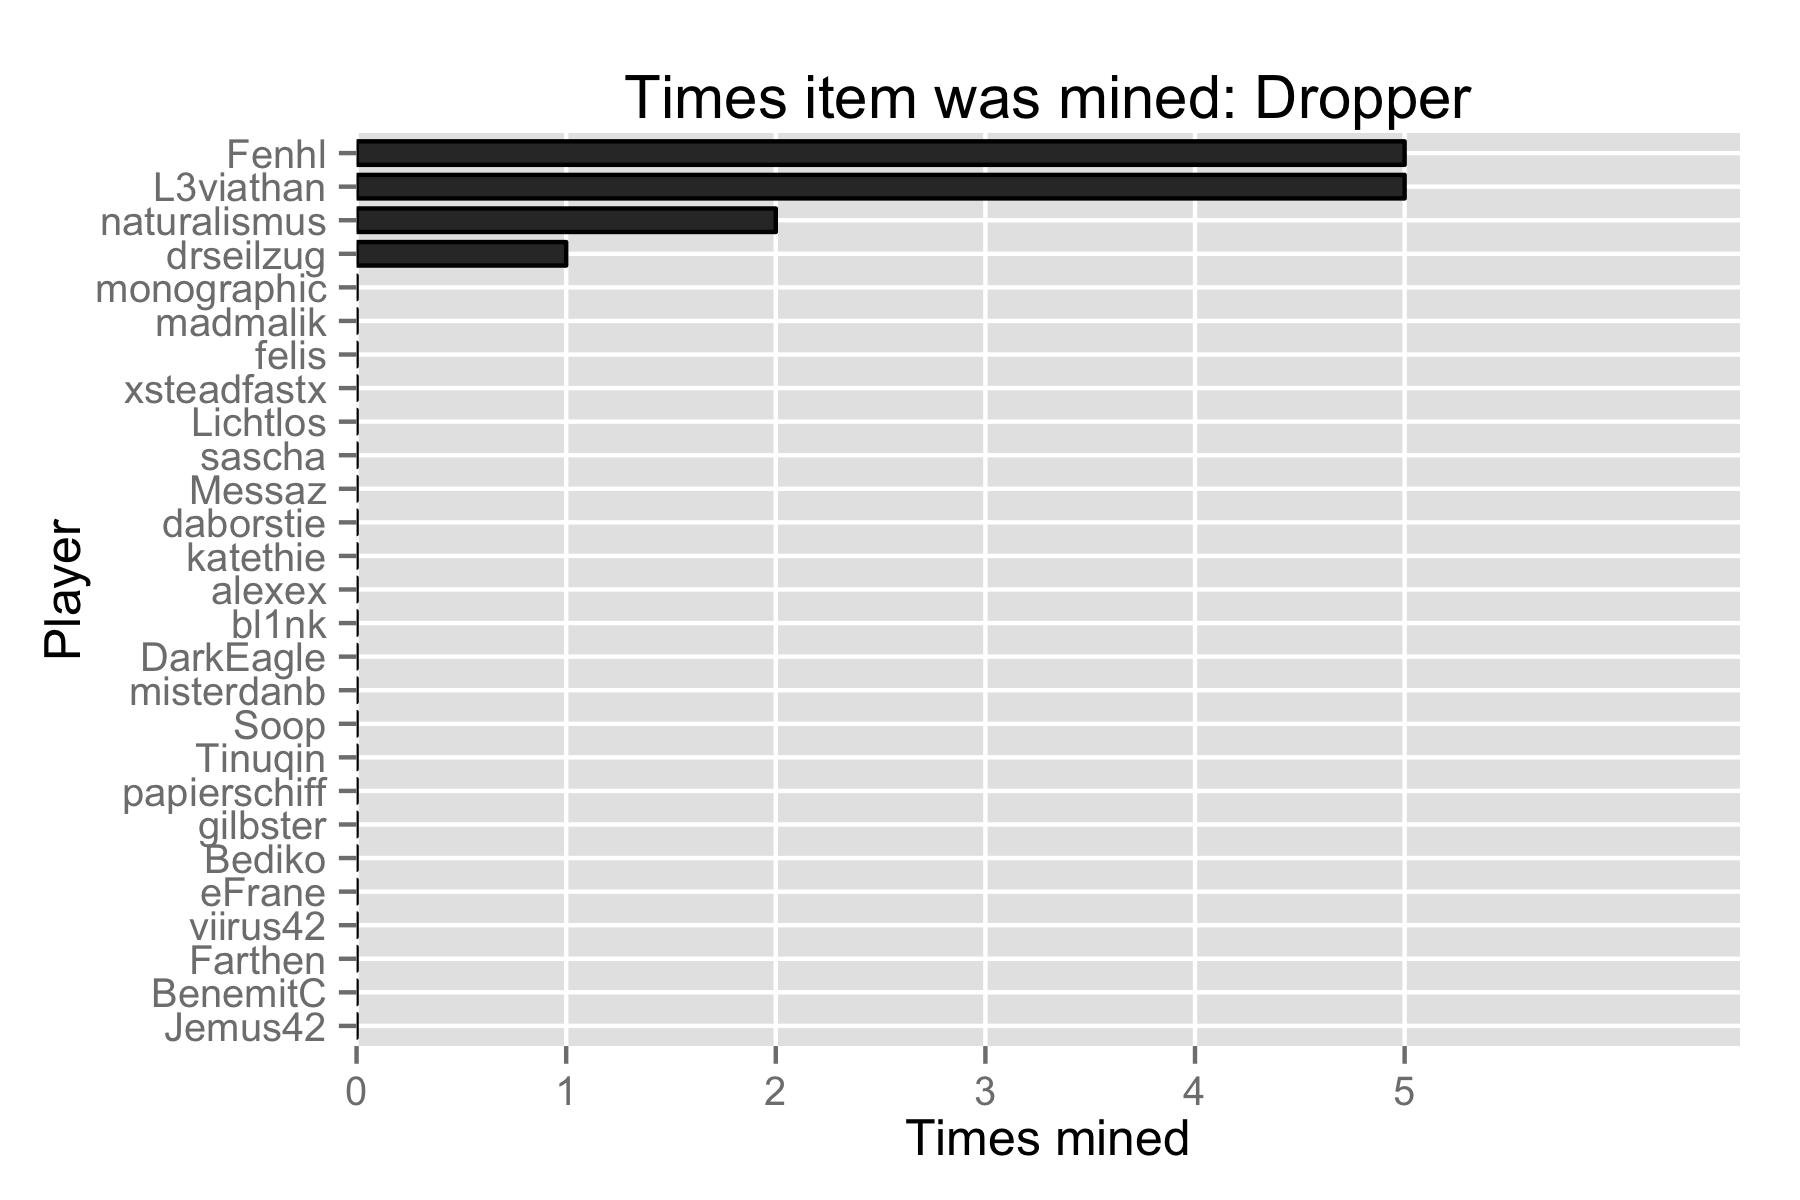 Times item was mined: Dropper
Fenhl
L3viathan
naturalismus
drseilzug
monographic
madmalik
felis
xsteadfastx
Lichtlos
sascha
Messaz
daborstie
katethie
alexex
bl1nk
DarkEagle
misterdanb
Soop
Tinuqin
papierschiff
gilbster
Bediko
eFrane
viirus42
Farthen
BenemitC
Jemus42
Player
0 1 2 3 4 5
Times mined